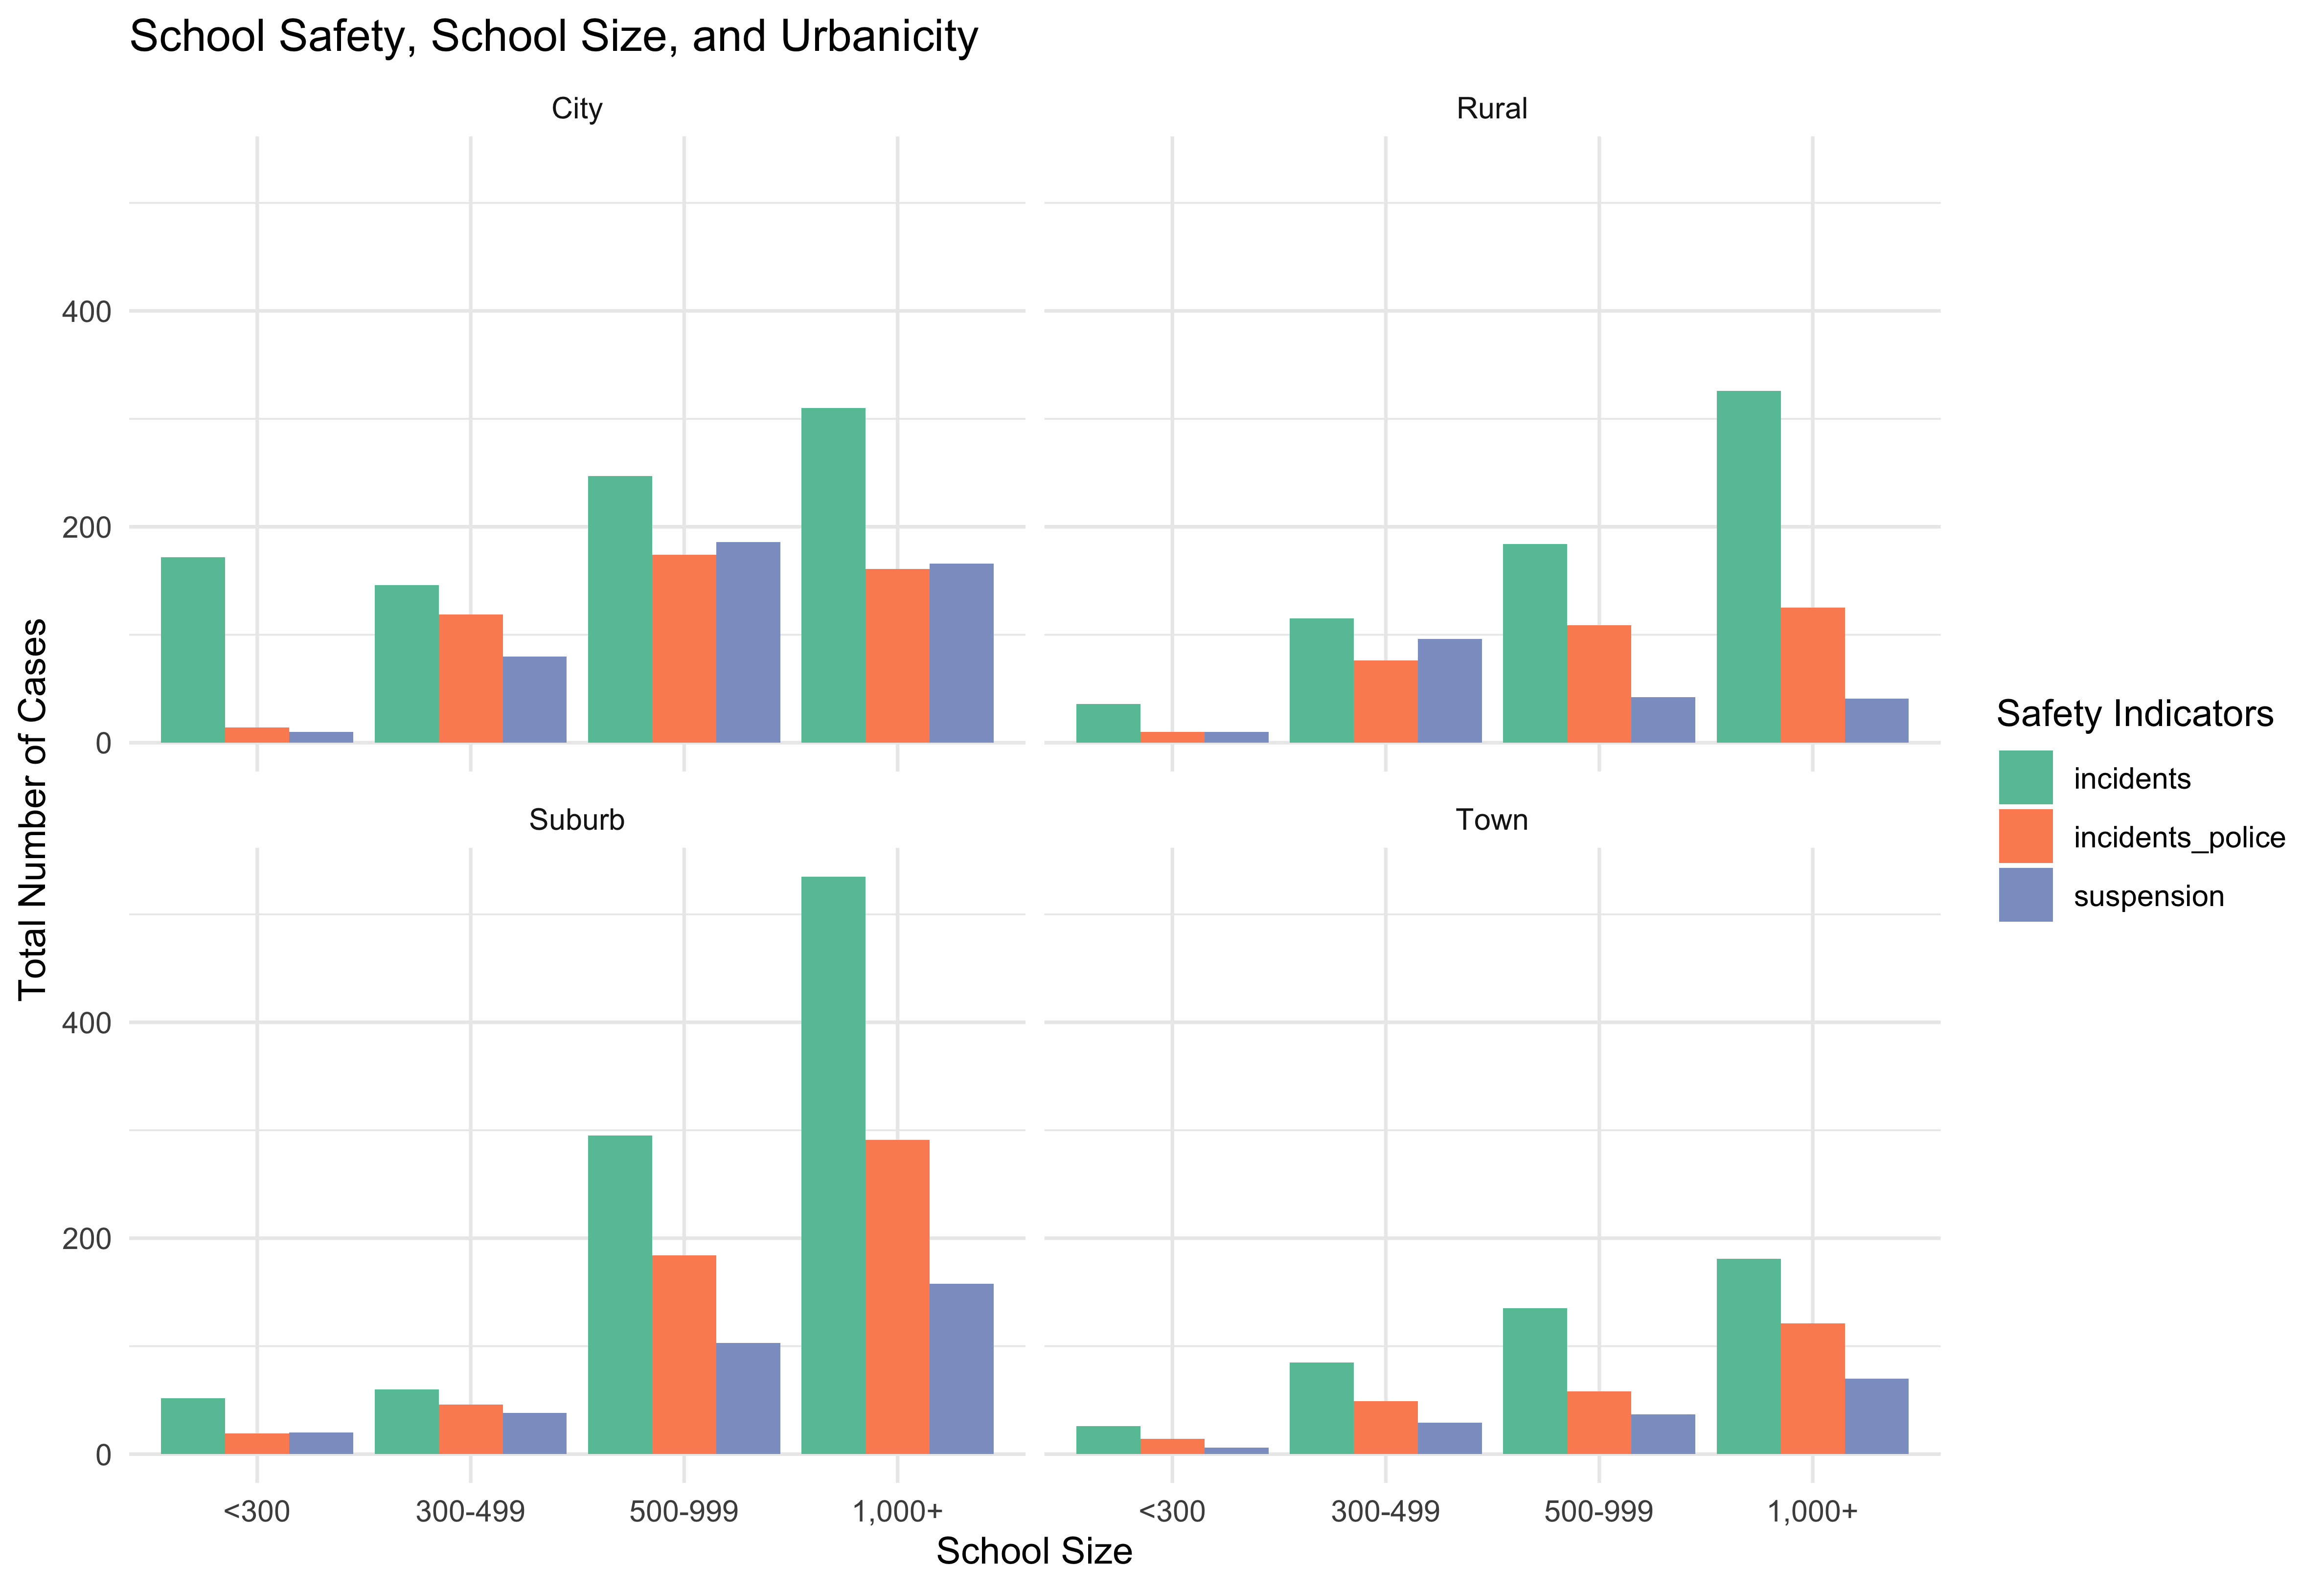 School Safety, School Size, and Urbanicity
City
Rural
400
200
0
Suburb
Town
400
200
0
<300
300-499
500-999
1,000+
<300
300-499
500-999
1,000+
School Size
Total Number of Cases
Safety Indicators
incidents
incidents_police
suspension